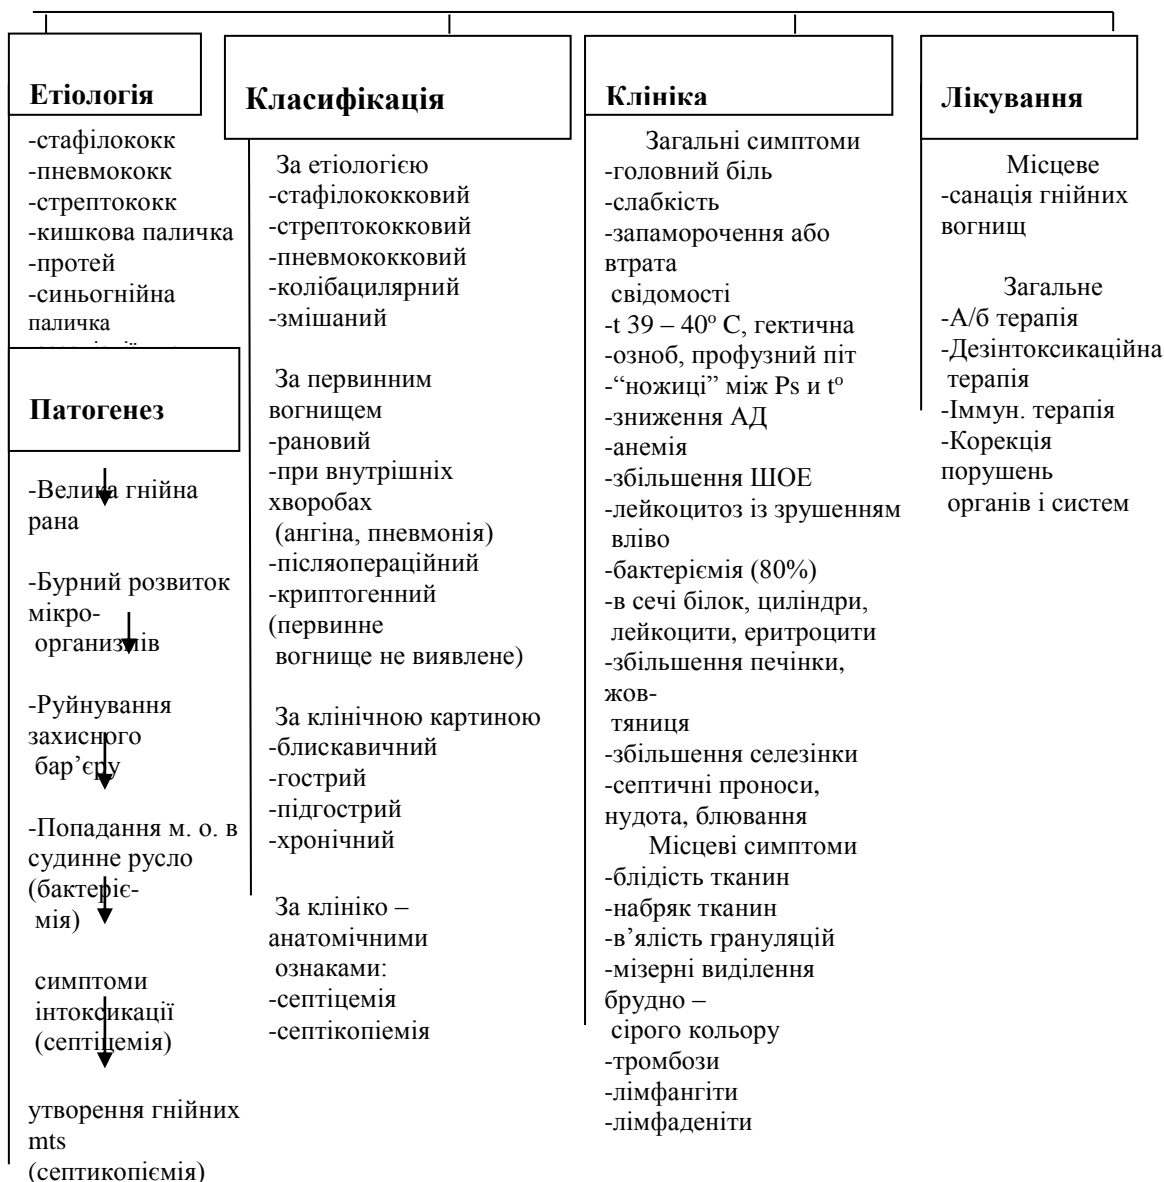 Етіологія
-стафілококк
-пневмококк
-стрептококк
-кишкова паличка
-протей
-синьогнійна
паличка
Патогенез
-Велика гнійна
рана
-Бурний розвиток
мікро-
организмів
-Руйнування
захисного
бар’єру
-Попадання м. о. в
судинне русло
(бактеріє-
мія)
симптоми
інтоксикації
(септіцемія)
утворення гнійних
mts
(септикопіємія)
Класифікація
За етіологією
-стафілококковий
-стрептококковий
-пневмококковий
-колібацилярний
-змішаний
За первинним
вогнищем
-рановий
-при внутрішніх
хворобах
(ангіна, пневмонія)
-післяопераційний
-криптогенний
(первинне
вогнище не виявлене)
За клінічною картиною
-блискавичний
-гострий
-підгострий
-хронічний
За клініко –
анатомічними
ознаками:
-септіцемія
-септікопіемія
Клініка
Загальні симптоми
-головний біль
-слабкість
-запаморочення або
втрата
свідомості
-t 39 – 40º С, гектична
-озноб, профузний піт
-“ножиці” між Ps и tº
-зниження АД
-анемія
-збільшення ШОЕ
-лейкоцитоз із зрушенням
вліво
-бактеріємія (80%)
-в сечі білок, циліндри,
лейкоцити, еритроцити
-збільшення печінки,
жов-
тяниця
-збільшення селезінки
-септичні проноси,
нудота, блювання
Місцеві симптоми
-блідість тканин
-набряк тканин
-в’ялість грануляцій
-мізерні виділення
брудно –
сірого кольору
-тромбози
-лімфангіти
-лімфаденіти
Лікування
Місцеве
-санація гнійних
вогнищ
Загальне
-А/б терапія
-Дезінтоксикаційна
терапія
-Іммун. терапія
-Корекція
порушень
органів і систем